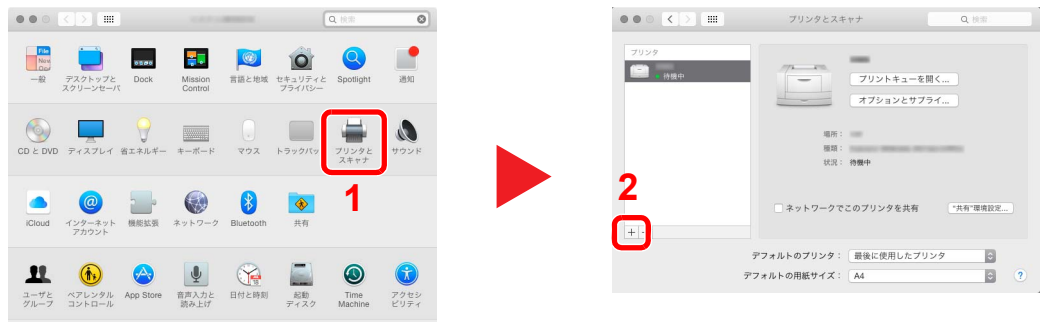 検索
File
New
一般
デスクトップと
スクリーンセーバ
Dock
Mission
Control
言語と地域
セキュリティと
プライバシー
Spotlight
通知
CD と DVD
ディスプレイ
省エネルギー
キーボード
マウス
トラックパッ
プリンタと
スキャナ
サウンド
1
iCloud
インターネット
アカウント
機能拡張
ネットワーク
Bluetooth
共有
ユーザと
グループ
ペアレンタル
コントロール
App Store
音声入力と
読み上げ
日付と時刻
起動
ディスク
Time
Machine
アクセシ
ビリティ
プリンタとスキャナ
検索
プリンタ
待機中
プリントキューを開く...
オプションとサプライ...
場所：
種類：
状況： 待機中
2
ネットワークでこのプリンタを共有
"共有"環境設定...
+ -
デフォルトのプリンタ： 最後に使用したプリンタ
デフォルトの用紙サイズ： A4
?